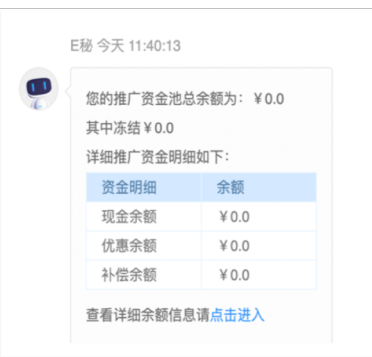 E秘 今天 11:40:13
您的推广资金池总余额为：￥0.0
其中冻结￥0.0
详细推广资金明细如下：
资金明细 余额
现金余额 ￥0.0
优惠余额 ￥0.0
补偿余额 ￥0.0
查看详细余额信息请点击进入